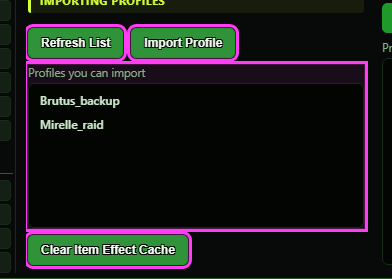 IMPORTING PROFILES
Refresh List
Import Profile
Profiles you can import
Brutus_backup
Mirelle_raid
Clear Item Effect Cache